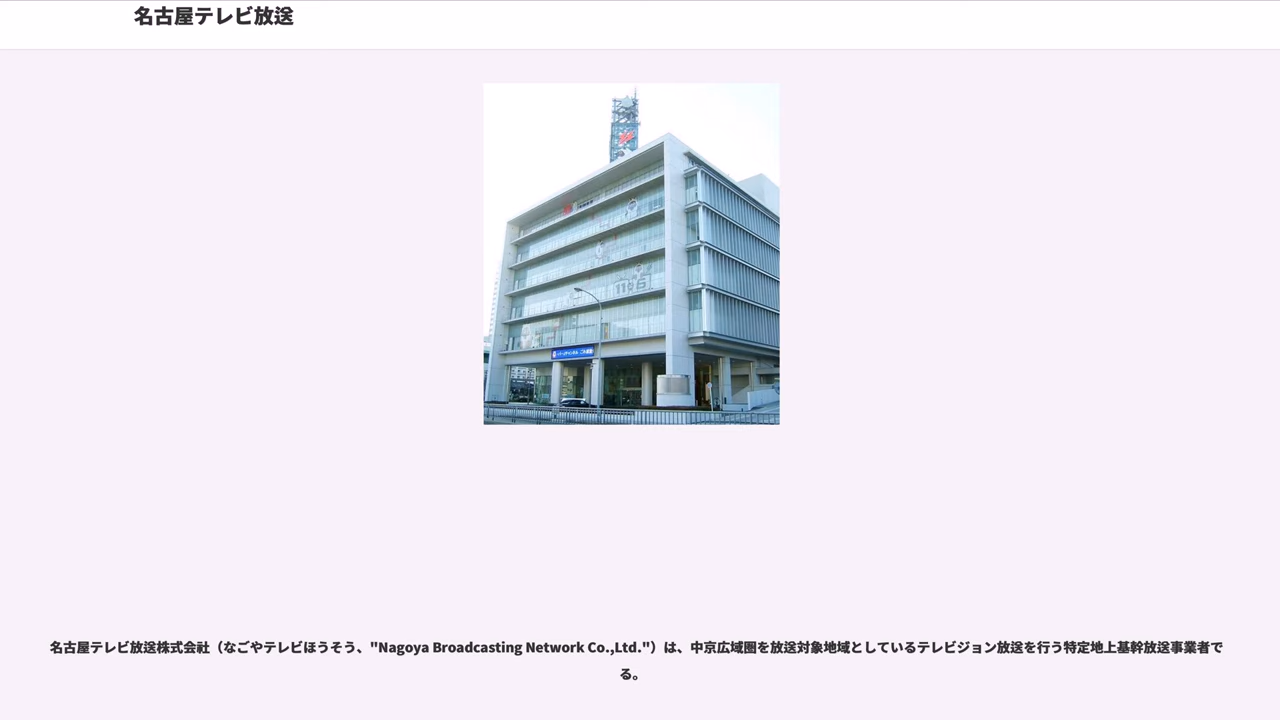 名古屋テレビ放送
名古屋テレビ放送株式会社（なごやテレビほうそう、"Nagoya Broadcasting Network Co.,Ltd."）は、中京広域圏を放送対象地域としているテレビジョン放送を行う特定地上基幹放送事業者で
る。